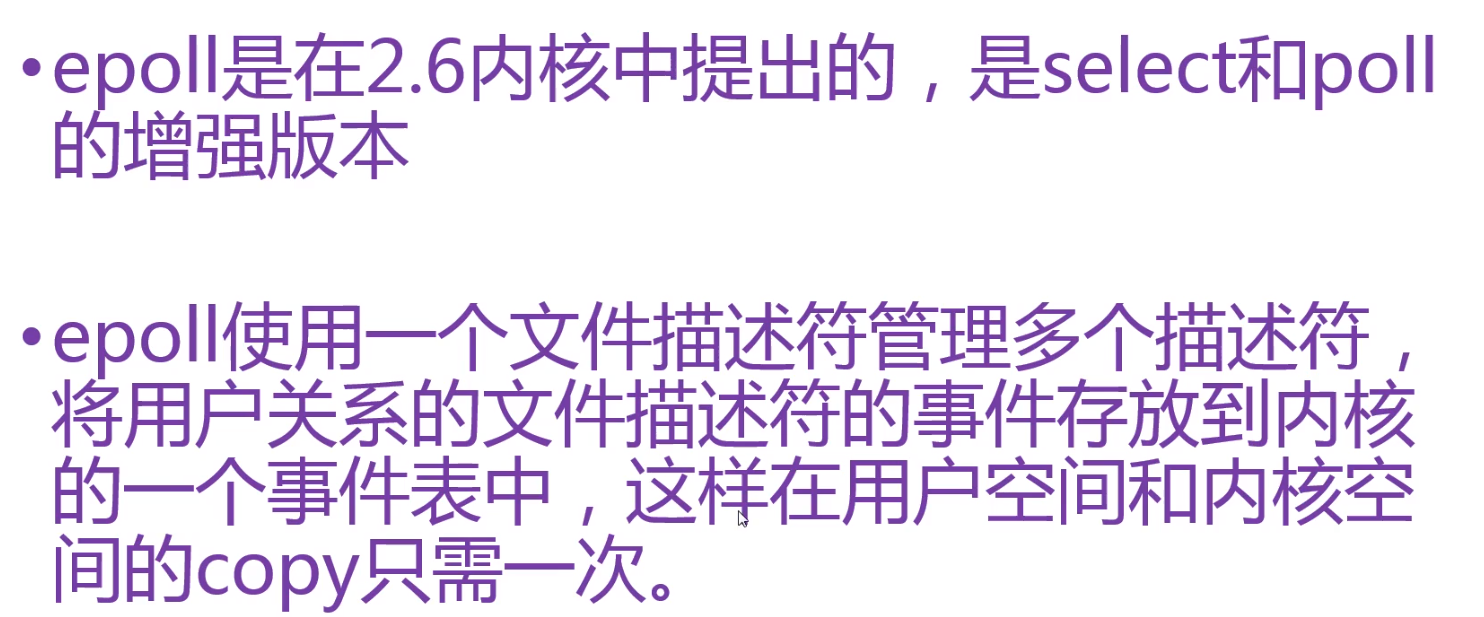 •epoll是在2.6内核中提出的，是select和poll
的增强版本
•epoll使用一个文件描述符管理多个描述符，
将用户关系的文件描述符的事件存放到内核
的一个事件表中，这样在用户空间和内核空
间的copy只需一次。